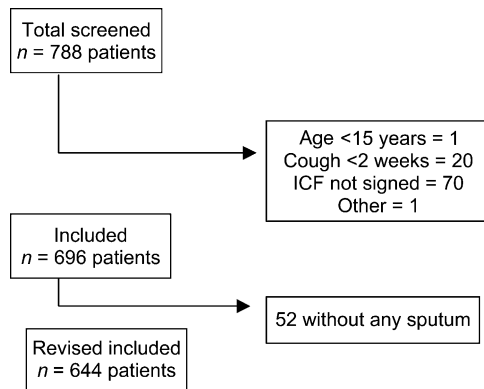 Total screened
n = 788 patients
Age <15 years = 1
Cough <2 weeks = 20
ICF not signed = 70
Other = 1
Included
n = 696 patients
52 without any sputum
Revised included
n = 644 patients